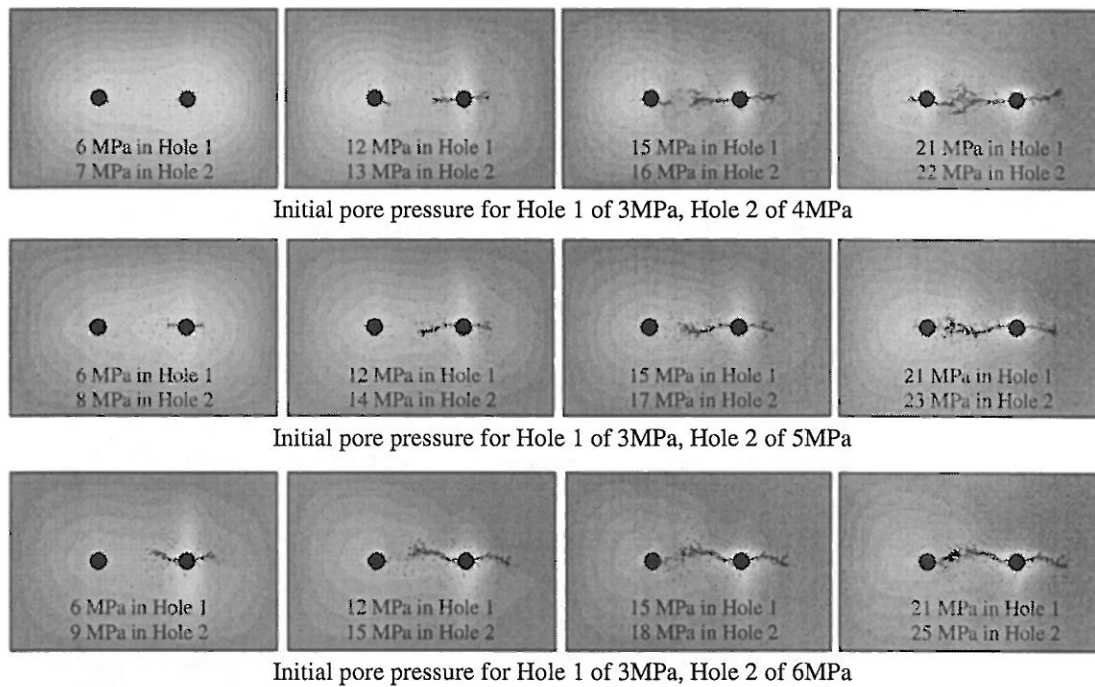 6 MPa in Hole 1
7 MPa in Hole 2
12 MPa in Hole 1
13 MPa in Hole 2
15 MPa in Hole 1
16 MPa in Hole 2
21 MPa in Hole 1
22 MPa in Hole 2
Initial pore pressure for Hole 1 of 3MPa, Hole 2 of 4MPa
6 MPa in Hole 1
8 MPa in Hole 2
12 MPa in Hole 1
14 MPa in Hole 2
15 MPa in Hole 1
17 MPa in Hole 2
21 MPa in Hole 1
23 MPa in Hole 2
Initial pore pressure for Hole 1 of 3MPa, Hole 2 of 5MPa
6 MPa in Hole 1
9 MPa in Hole 2
12 MPa in Hole 1
15 MPa in Hole 2
15 MPa in Hole 1
18 MPa in Hole 2
21 MPa in Hole 1
25 MPa in Hole 2
Initial pore pressure for Hole 1 of 3MPa, Hole 2 of 6MPa